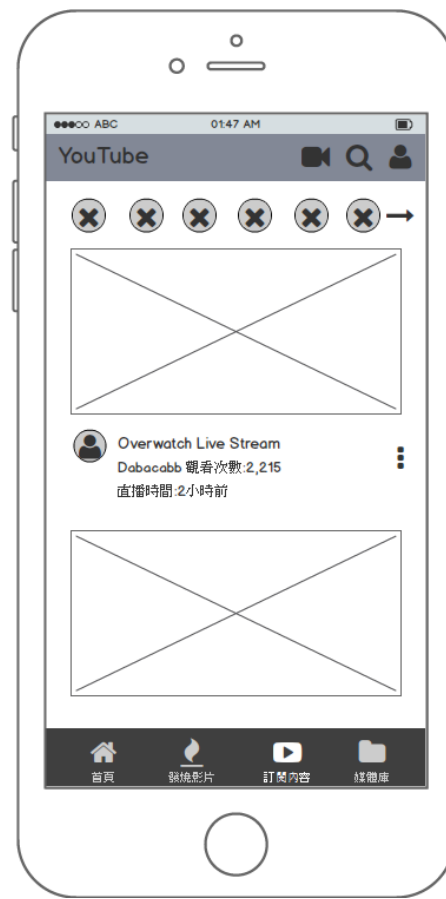 ABC 01:47 AM
YouTube
Overwatch Live Stream
Dabacabb 觀看次數:2,215
直播時間:2小時前
首頁 發燒影片 訂閱內容 媒體庫